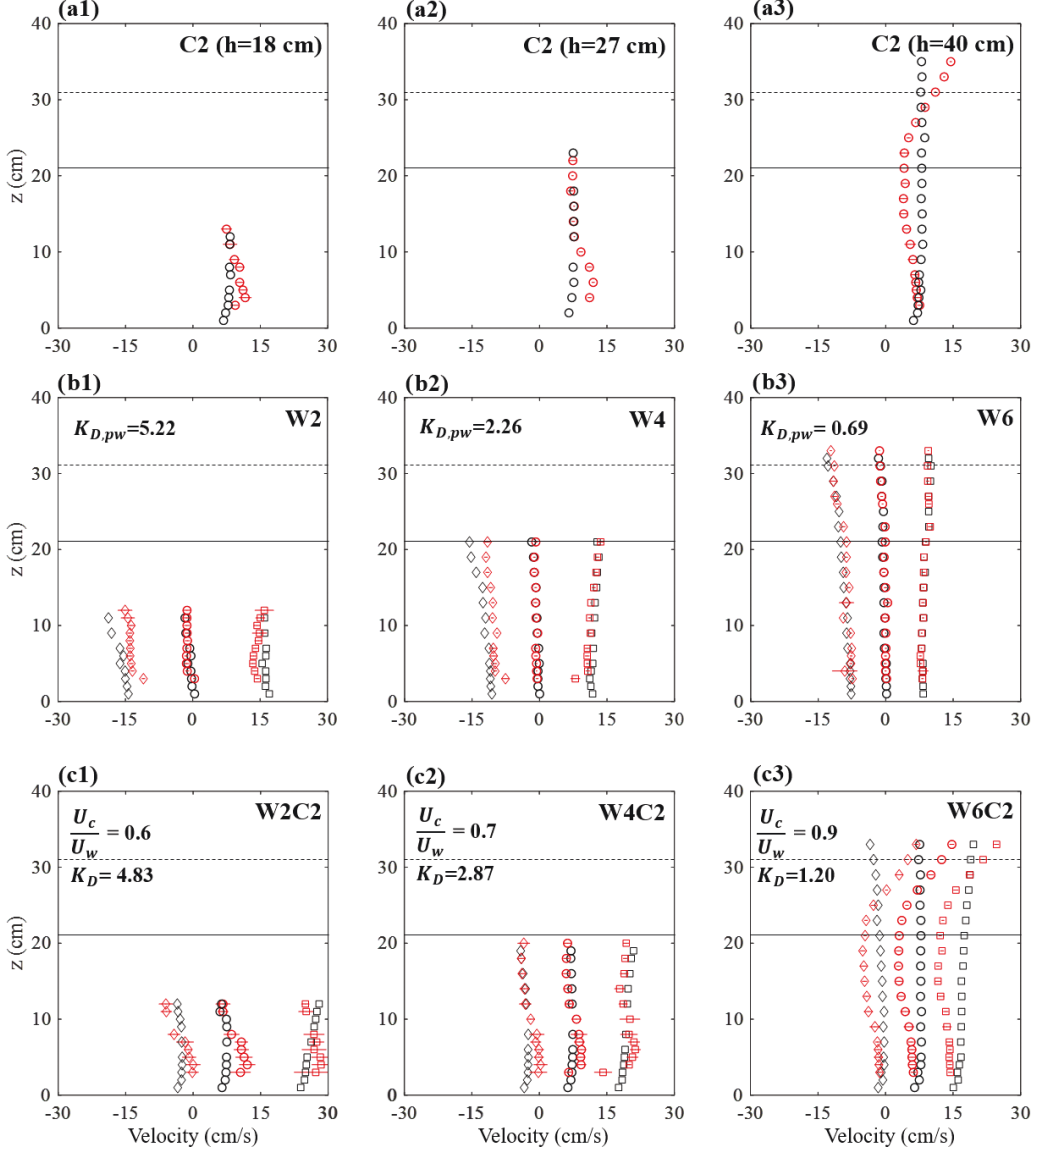 (a1)
(a2)
(a3)
40
C2 (h=18 cm)
40
C2 (h=27 cm)
40
C2 (h=40 cm)
30
30
30
z (cm)
20
20
20
10
10
10
0
0
0
-30 -15 0 15 30
-30 -15 0 15 30
-30 -15 0 15 30
(b1)
(b2)
(b3)
40
K_{D,pw}=5.22
W2
40
K_{D,pw}=2.26
W4
40
K_{D,pw}= 0.69
W6
30
30
30
z (cm)
20
20
20
10
10
10
0
0
0
-30 -15 0 15 30
-30 -15 0 15 30
-30 -15 0 15 30
(c1)
(c2)
(c3)
40
W2C2
U_c/U_w = 0.6
K_D= 4.83
40
W4C2
U_c/U_w = 0.7
K_D=2.87
40
W6C2
U_c/U_w = 0.9
K_D= 1.20
30
30
30
z (cm)
20
20
20
10
10
10
0
0
0
-30 -15 0 15 30
-30 -15 0 15 30
-30 -15 0 15 30
Velocity (cm/s)
Velocity (cm/s)
Velocity (cm/s)